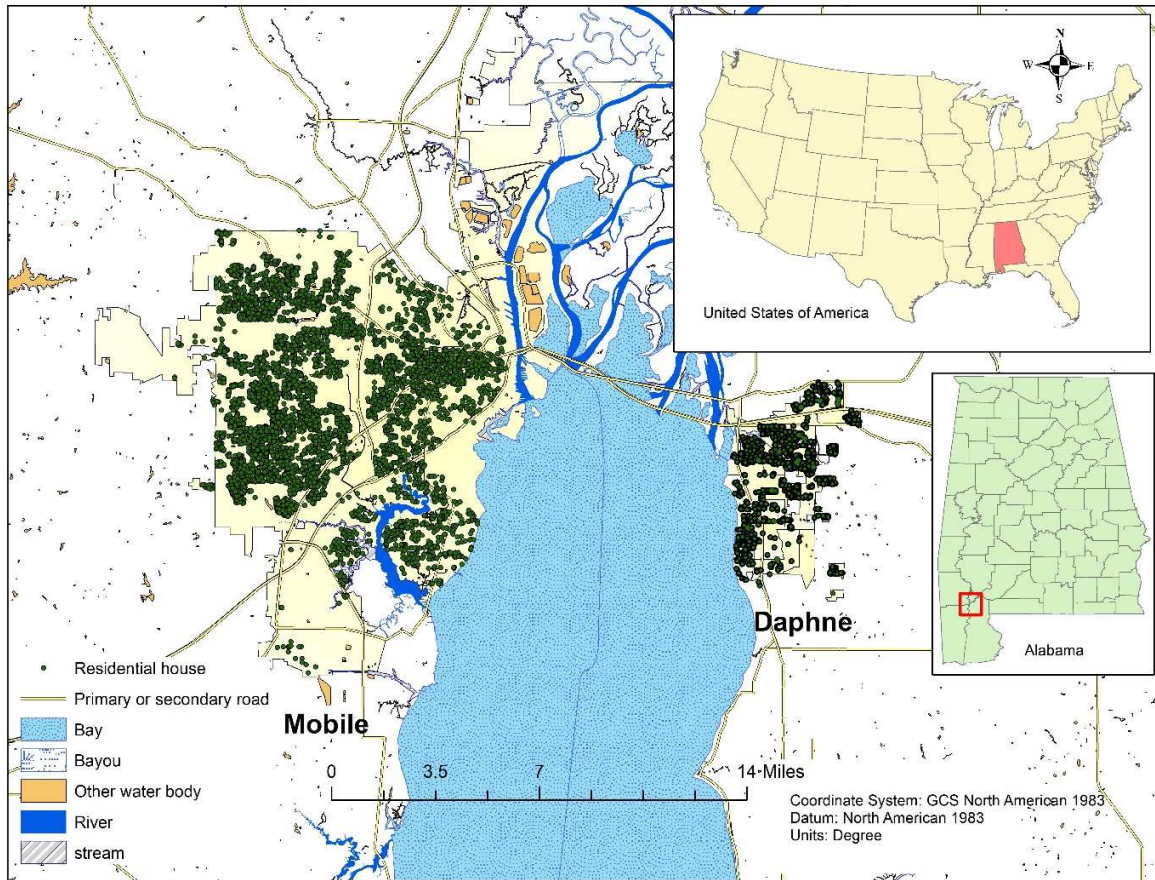 N
W
E
S
United States of America
Alabama
Daphne
Mobile
Residential house
Primary or secondary road
Bay
Bayou
Other water body
River
stream
0
3.5
7
14 Miles
Coordinate System: GCS North American 1983
Datum: North American 1983
Units: Degree